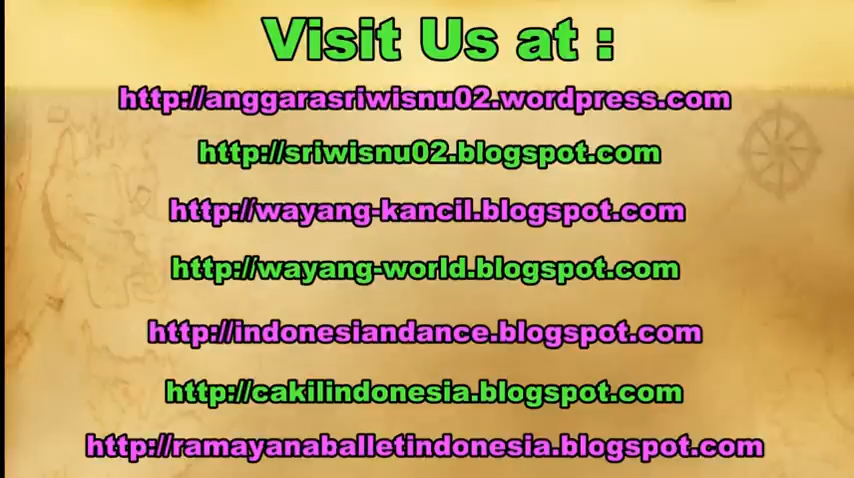 Visit Us at :
http://anggarasriwisnu02.wordpress.com
http://sriwisnu02.blogspot.com
http://wayang-kancil.blogspot.com
http://wayang-world.blogspot.com
http://indonesiandance.blogspot.com
http://cakilindonesia.blogspot.com
http://ramayanaballetindonesia.blogspot.com